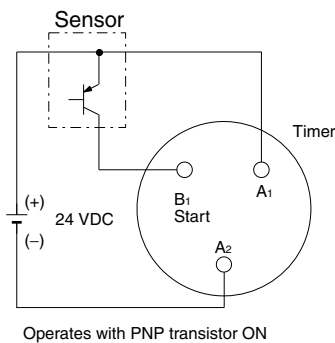 Sensor
Timer
B1
Start
A1
(+)
24 VDC
(−)
A2
Operates with PNP transistor ON